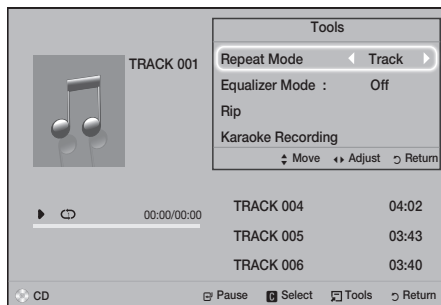 Tools
TRACK 001
Repeat Mode Track
Equalizer Mode : Off
Rip
Karaoke Recording
Move Adjust Return
00:00/00:00
TRACK 004 04:02
TRACK 005 03:43
TRACK 006 03:40
CD Pause C Select Tools Return